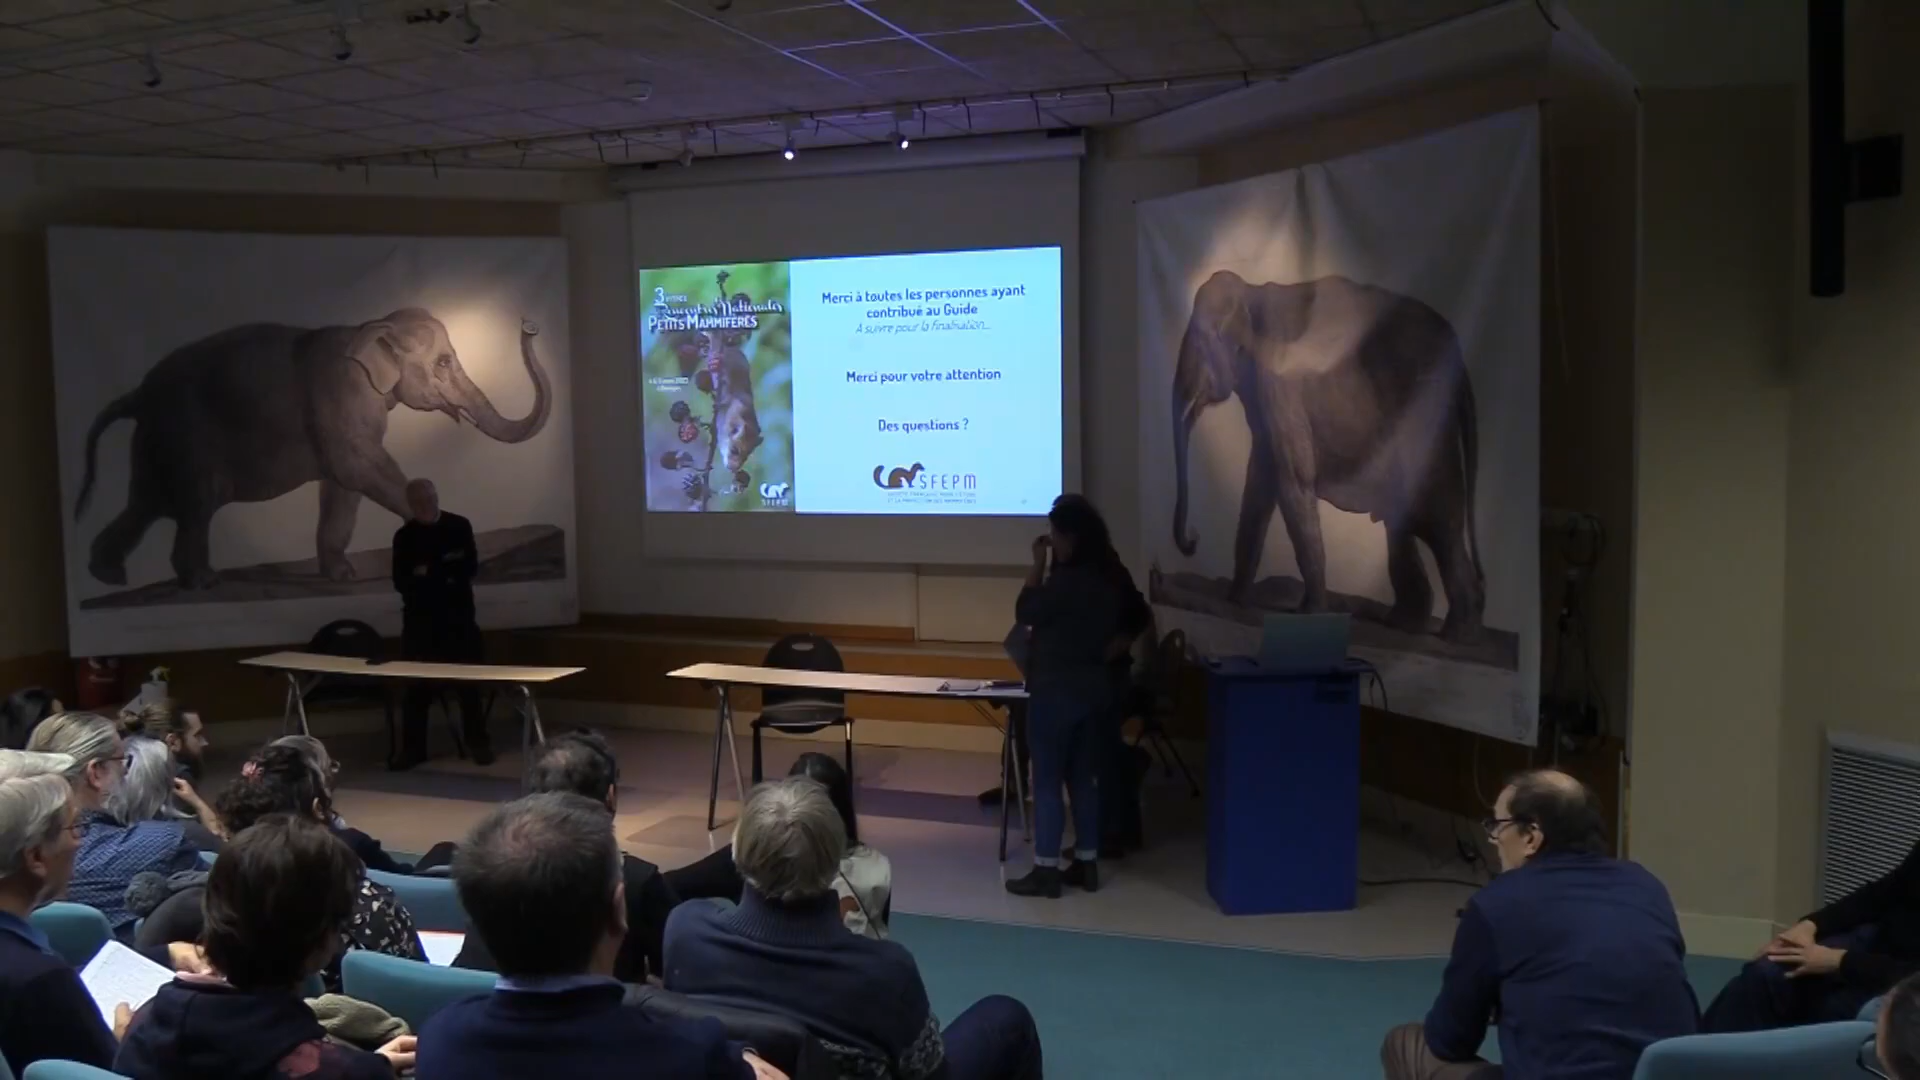 3èmes
Rencontres Nationales
PETITS MAMMIFÈRES
SFEPM
Merci à toutes les personnes ayant
contribué au Guide
A suivre pour la finalisation...
Merci pour votre attention
Des questions ?
SFEPM